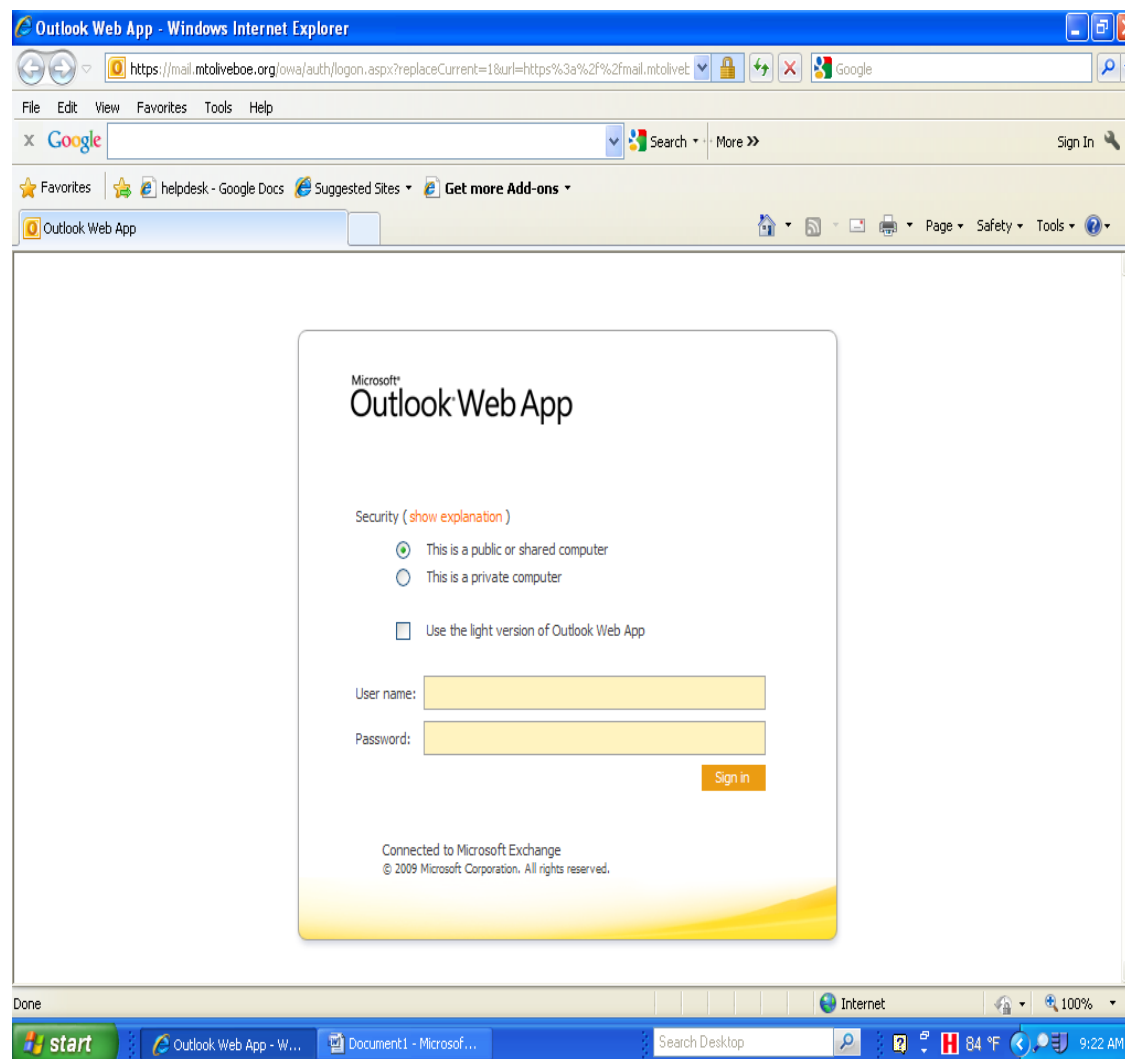 Outlook Web App - Windows Internet Explorer
https://mail.mtoliveboe.org/owa/auth/logon.aspx?replaceCurrent=1&url=https%3a%2f%2fmail.mtolivet
Google
File Edit View Favorites Tools Help
x Google Search More >> Sign In
Favorites helpdesk - Google Docs Suggested Sites Get more Add-ons
Outlook Web App Page Safety Tools
Microsoft®
Outlook® Web App
Security ( show explanation )
This is a public or shared computer
This is a private computer
Use the light version of Outlook Web App
User name:
Password:
Sign in
Connected to Microsoft Exchange
© 2009 Microsoft Corporation. All rights reserved.
Done Internet 100%
start Outlook Web App - W... Document1 - Microsof... Search Desktop H 84 °F 9:22 AM